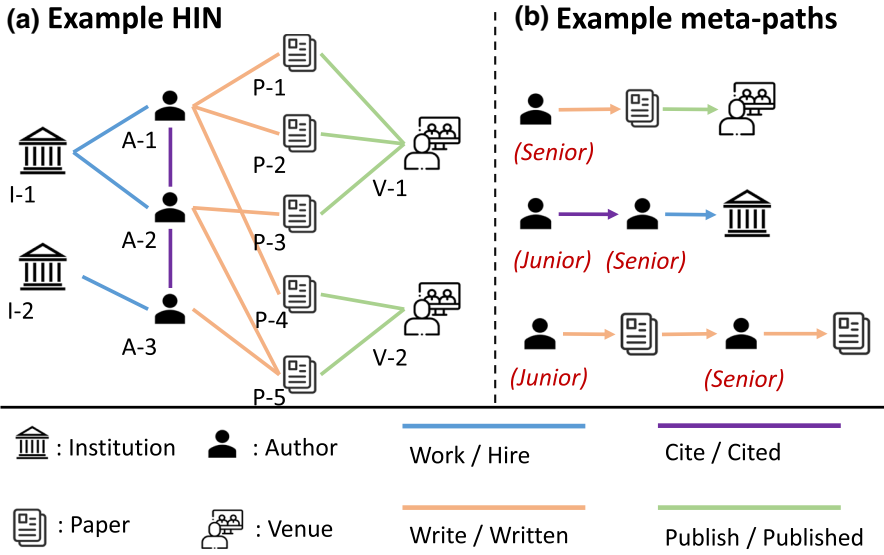 (a) Example HIN
(b) Example meta-paths
P-1
A-1
I-1
P-2
V-1
A-2
P-3
I-2
A-3
P-4
V-2
P-5
(Senior)
(Junior) (Senior)
(Junior) (Senior)
: Institution
: Author
Work / Hire
Cite / Cited
: Paper
: Venue
Write / Written
Publish / Published